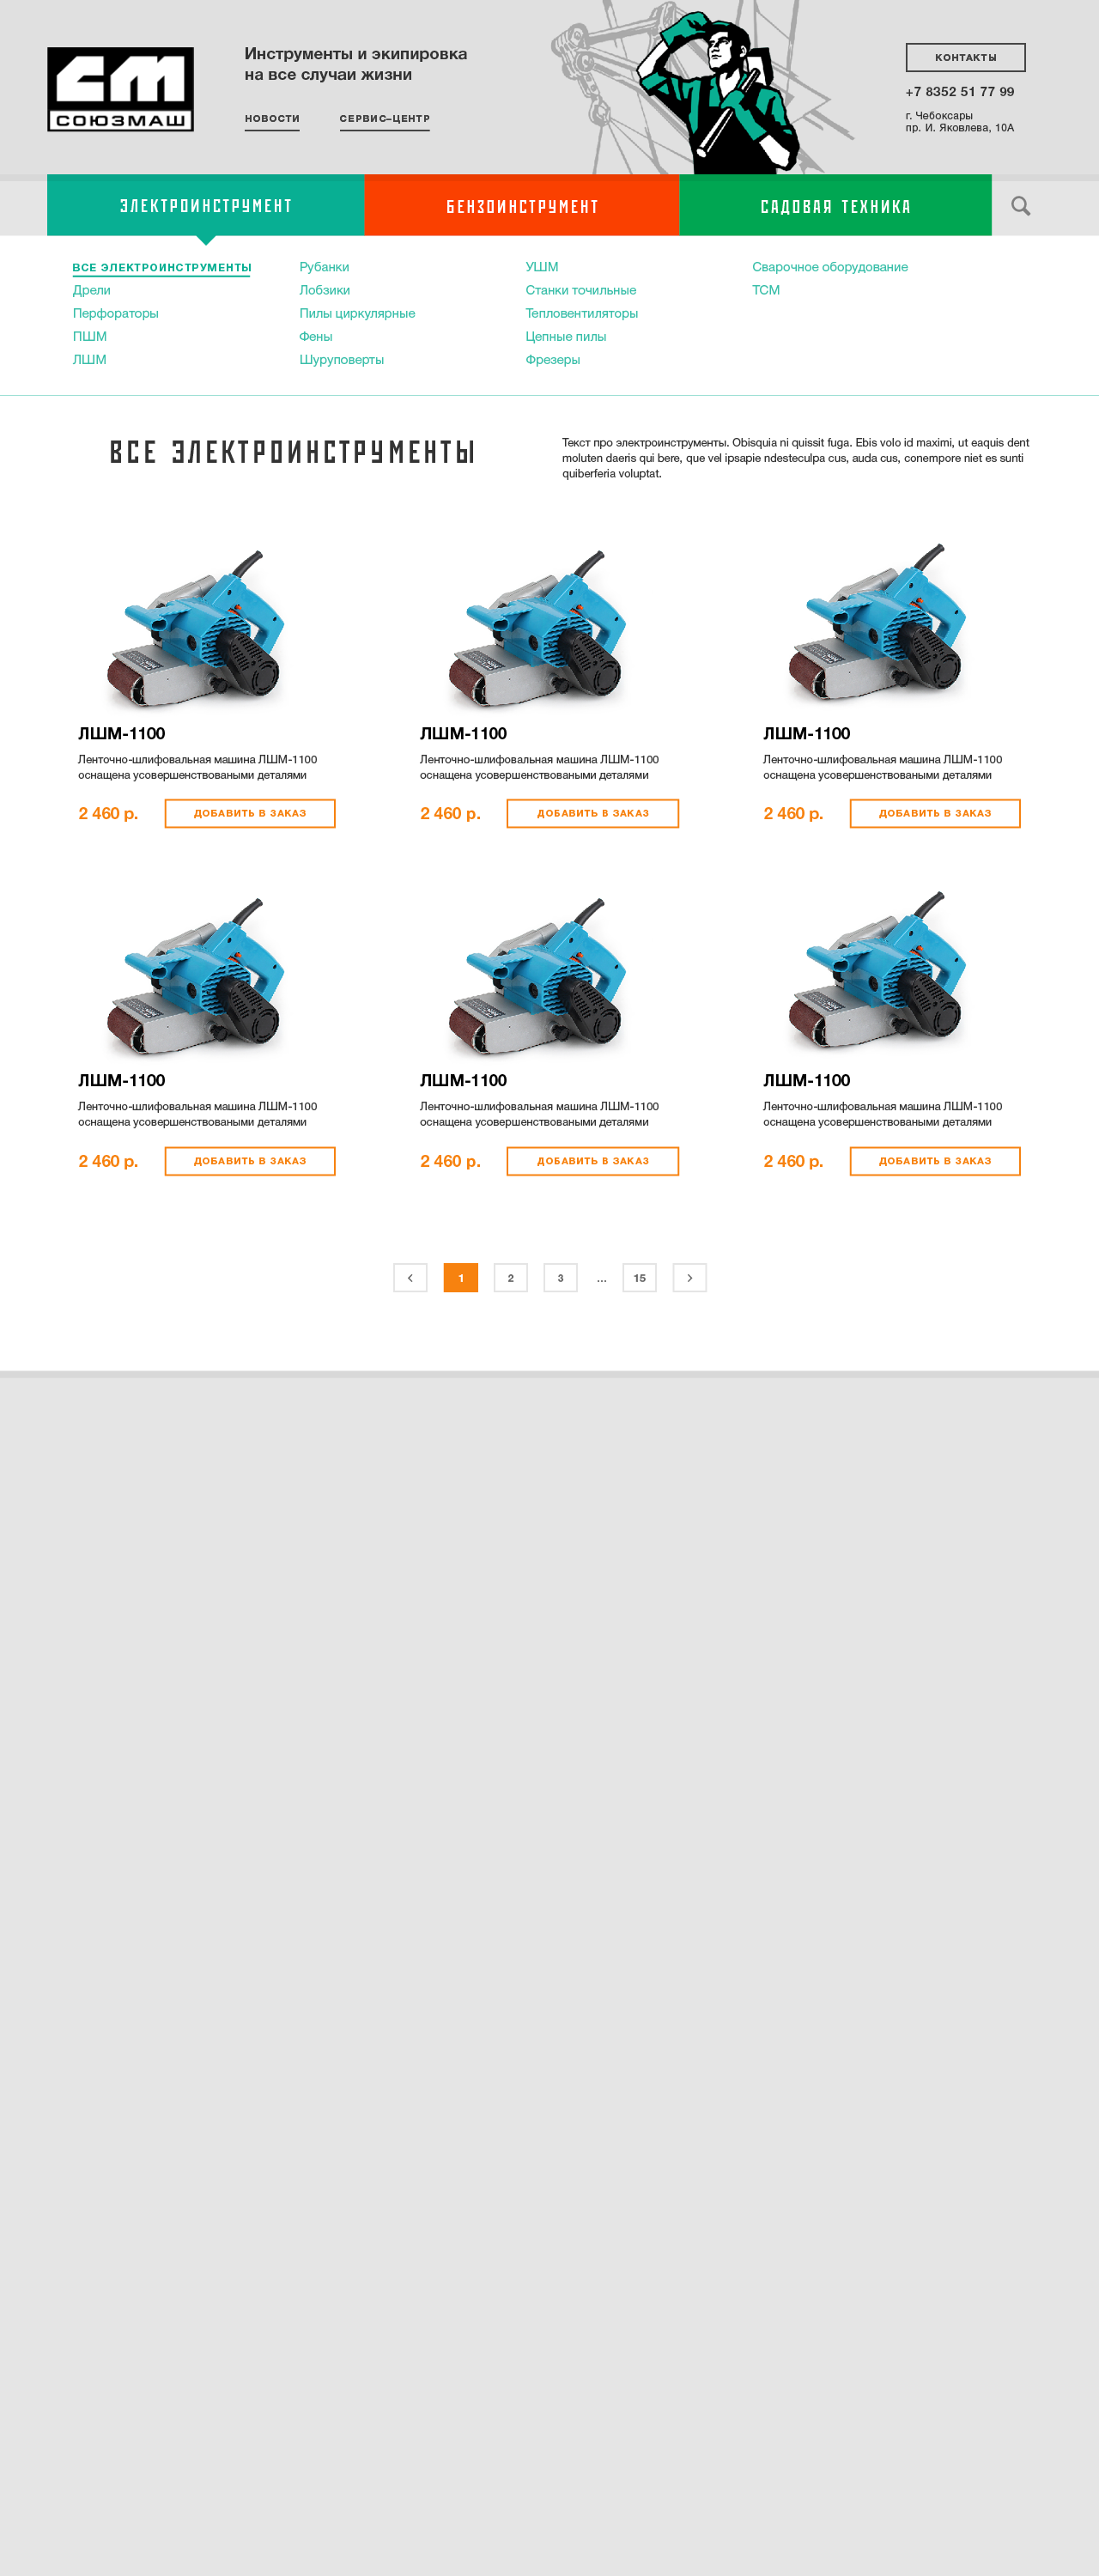 ст
СОЮЗМАШ
Инструменты и экипировка
на все случаи жизни
НОВОСТИ
СЕРВИС–ЦЕНТР
КОНТАКТЫ
+7 8352 51 77 99
г. Чебоксары
пр. И. Яковлева, 10А
ЭЛЕКТРОИНСТРУМЕНТ
БЕНЗОИНСТРУМЕНТ
САДОВАЯ ТЕХНИКА
ВСЕ ЭЛЕКТРОИНСТРУМЕНТЫ
Дрели
Перфораторы
ПШМ
ЛШМ
Рубанки
Лобзики
Пилы циркулярные
Фены
Шуруповерты
УШМ
Станки точильные
Тепловентиляторы
Цепные пилы
Фрезеры
Сварочное оборудование
ТСМ
ВСЕ ЭЛЕКТРОИНСТРУМЕНТЫ
Текст про электроинструменты. Obisquia ni quissit fuga. Ebis volo id maximi, ut eaquis dent
moluten daeris qui bere, que vel ipsapie ndesteculpa cus, auda cus, conempore niet es sunti
quiberferia voluptat.
ЛШМ-1100
Ленточно-шлифовальная машина ЛШМ-1100
оснащена усовершенствоваными деталями
2 460 р.
ДОБАВИТЬ В ЗАКАЗ
ЛШМ-1100
Ленточно-шлифовальная машина ЛШМ-1100
оснащена усовершенствоваными деталями
2 460 р.
ДОБАВИТЬ В ЗАКАЗ
ЛШМ-1100
Ленточно-шлифовальная машина ЛШМ-1100
оснащена усовершенствоваными деталями
2 460 р.
ДОБАВИТЬ В ЗАКАЗ
ЛШМ-1100
Ленточно-шлифовальная машина ЛШМ-1100
оснащена усовершенствоваными деталями
2 460 р.
ДОБАВИТЬ В ЗАКАЗ
ЛШМ-1100
Ленточно-шлифовальная машина ЛШМ-1100
оснащена усовершенствоваными деталями
2 460 р.
ДОБАВИТЬ В ЗАКАЗ
ЛШМ-1100
Ленточно-шлифовальная машина ЛШМ-1100
оснащена усовершенствоваными деталями
2 460 р.
ДОБАВИТЬ В ЗАКАЗ
1 2 3 ... 15